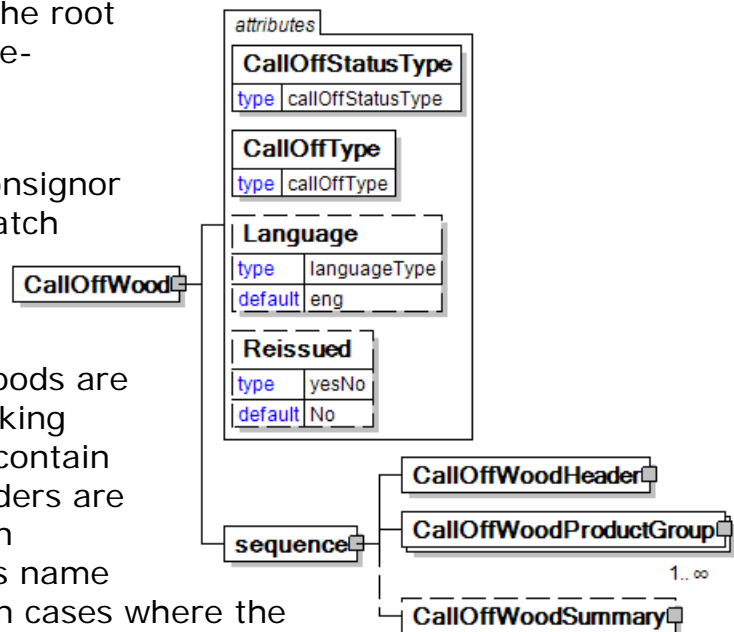 he root
e-
onsignor
atch
oods are
king
contain
ders are
n
s name
n cases where the
CallOffWood
attributes
CallOffStatusType
type callOffStatusType
CallOffType
type callOffType
Language
type languageType
default eng
Reissued
type yesNo
default No
sequence
CallOffWoodHeader
CallOffWoodProductGroup
1.. ∞
CallOffWoodSummary